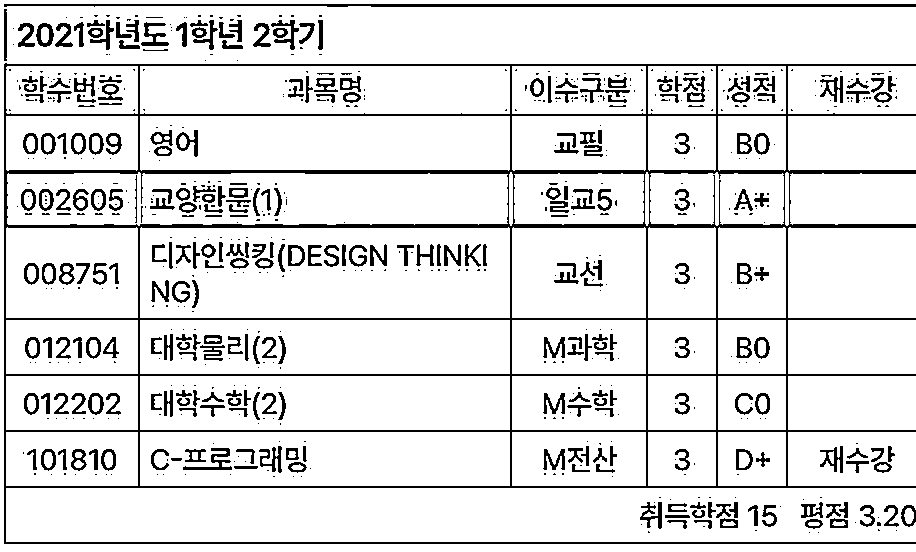 2021학년도 1학년 2학기
학수번호 과목명 이수구분 학점 성적 재수강
001009 영어 교필 3 B0
002605 교양한문(1) 일교5 3 A+
008751 디자인씽킹(DESIGN THINKI
NG) 교선 3 B+
012104 대학물리(2) M과학 3 B0
012202 대학수학(2) M수학 3 C0
101810 C-프로그래밍 M전산 3 D+ 재수강
취득학점 15 평점 3.20